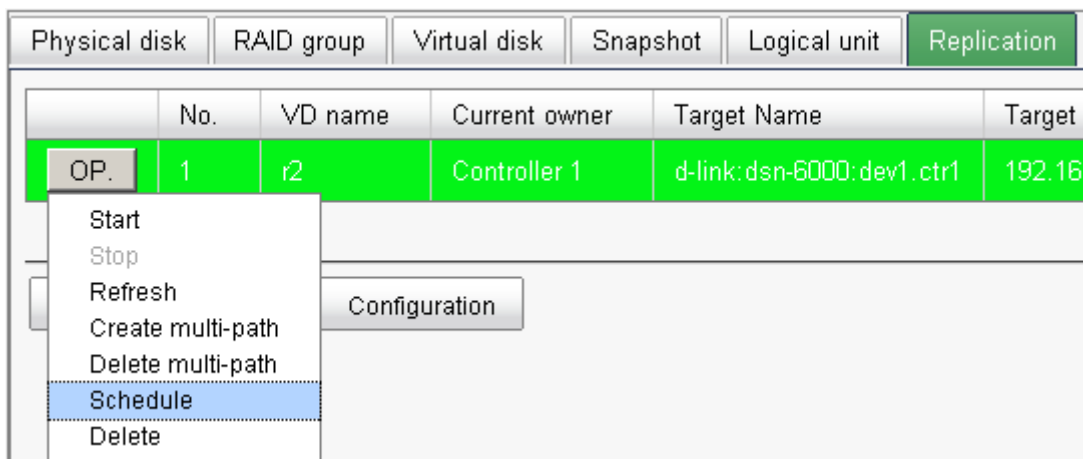 Physical disk RAID group Virtual disk Snapshot Logical unit Replication
No. VD name Current owner Target Name Target
OP. 1 r2 Controller 1 d-link:dsn-6000:dev1.ctr1 192.16
Start
Stop
Refresh
Configuration
Create multi-path
Delete multi-path
Schedule
Delete